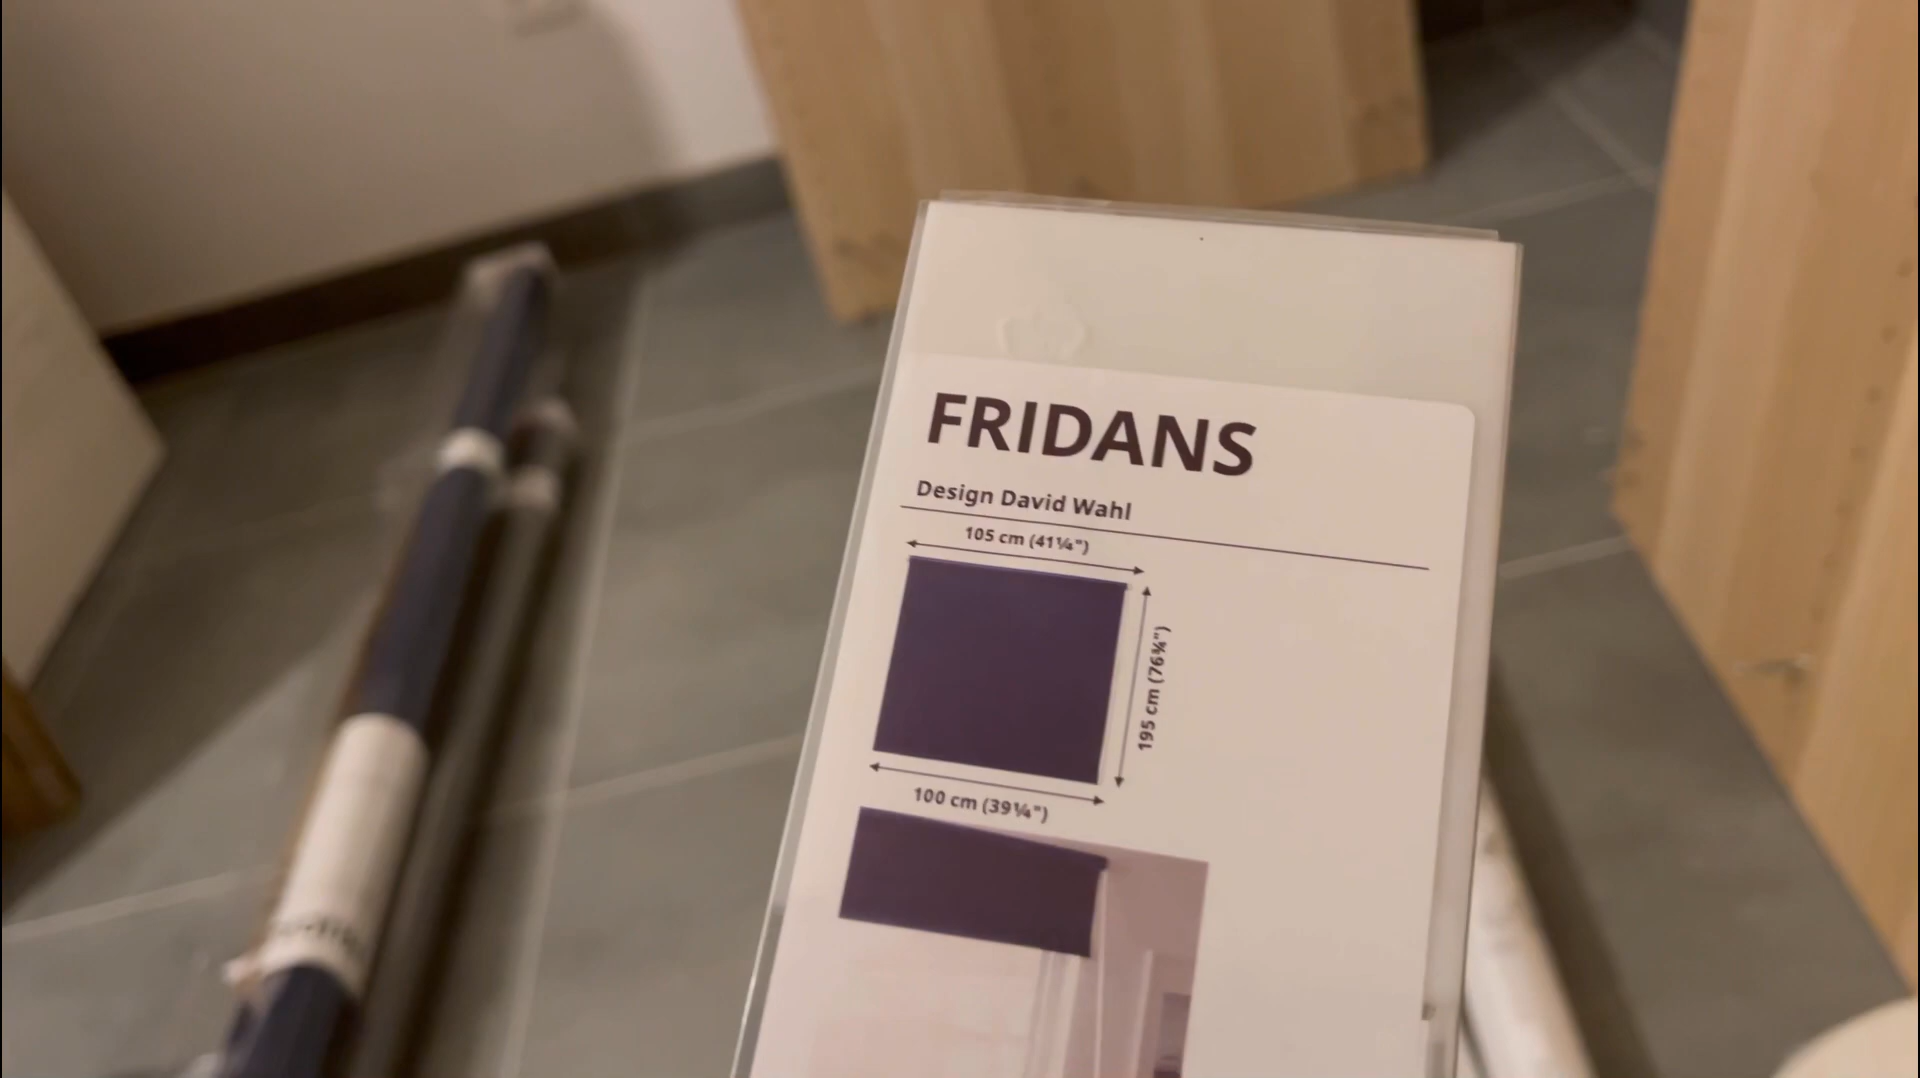 FRIDANS
Design David Wahl
105 cm (41¼")
195 cm (76¾")
100 cm (39¼")